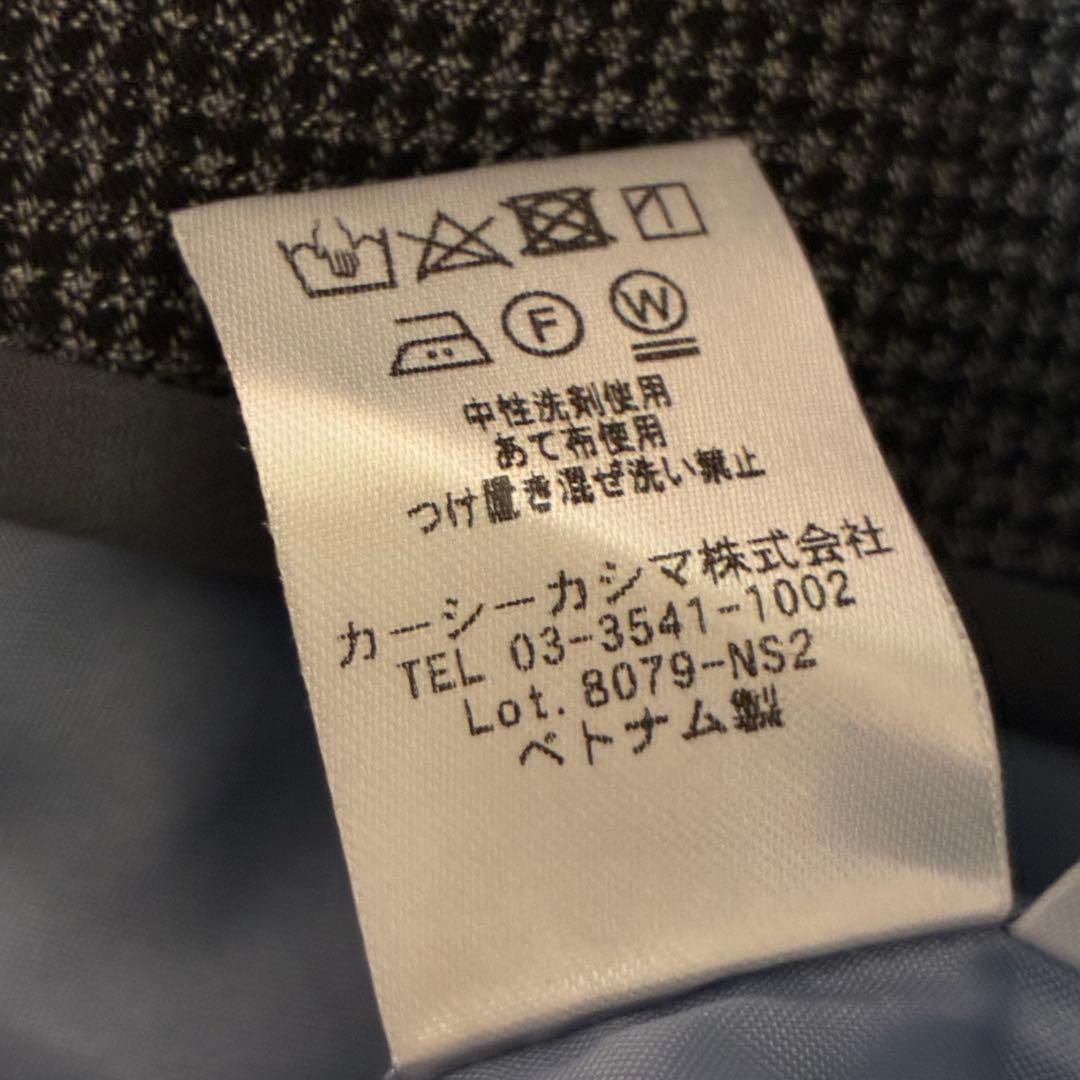 F W
中性洗剤使用
あて布使用
つけ置き混ぜ洗い禁止
カーシーカシマ株式会社
TEL 03-3541-1002
Lot. 8079-NS2
ベトナム製